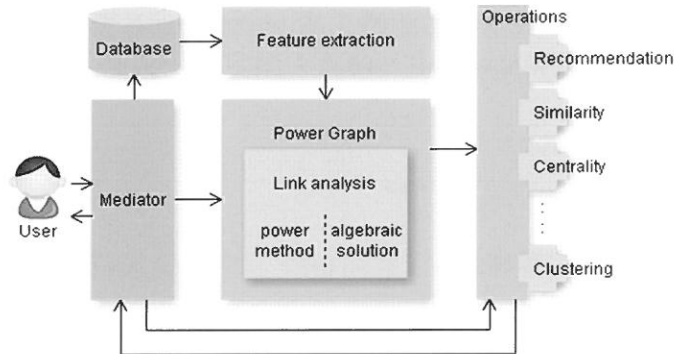 Operations
Database
Feature extraction
Recommendation
Power Graph
Similarity
Link analysis
Centrality
Mediator
User
power method
algebraic solution
Clustering